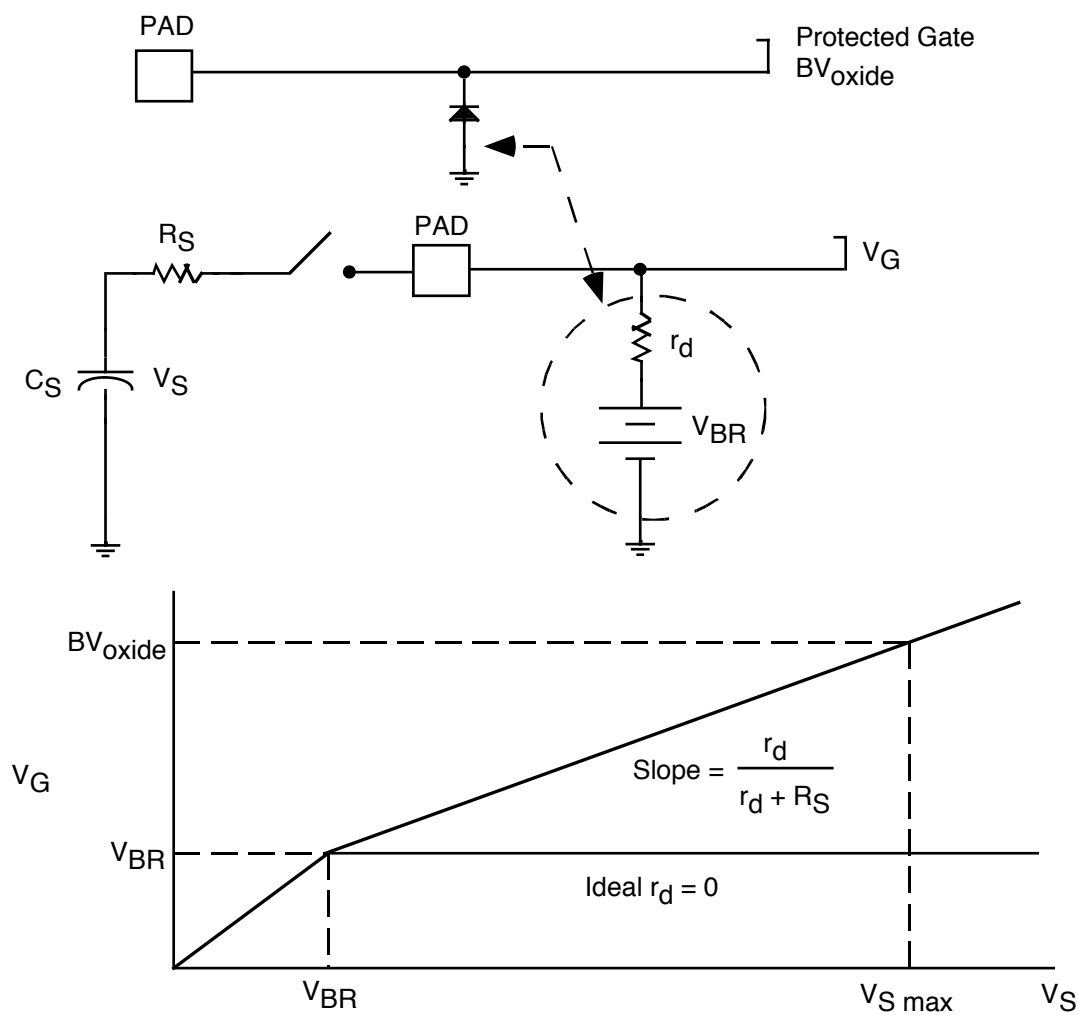 PAD
Protected Gate
BVoxide
RS
PAD
VG
rd
CS
VS
VBR
BVoxide
VG
Slope = rd
rd + RS
VBR
Ideal rd = 0
VBR
VS max
VS